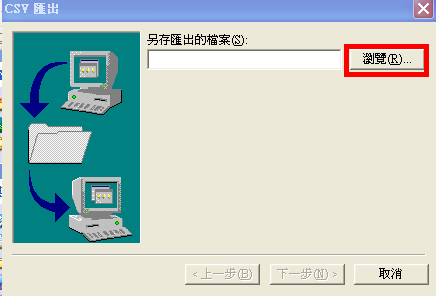 CSV 匯出
另存匯出的檔案(S):
瀏覽(R)...
< 上一步(B)
下一步(N) >
取消